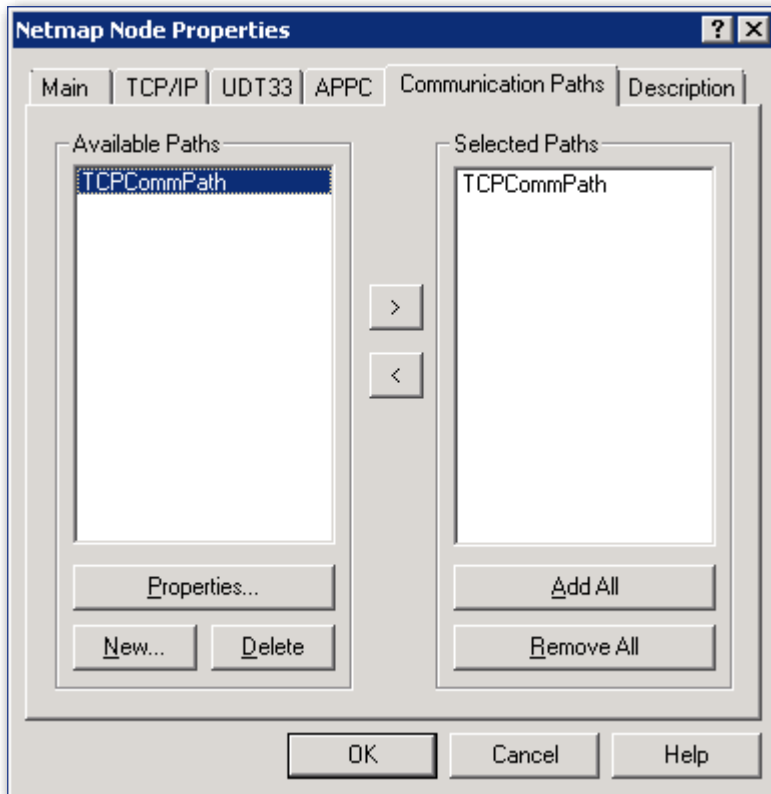 Netmap Node Properties
? X
Main TCP/IP UDT33 APPC Communication Paths Description
Available Paths Selected Paths
TCPCommPath TCPCommPath
>
<
Properties... Add All
New... Delete Remove All
OK Cancel Help